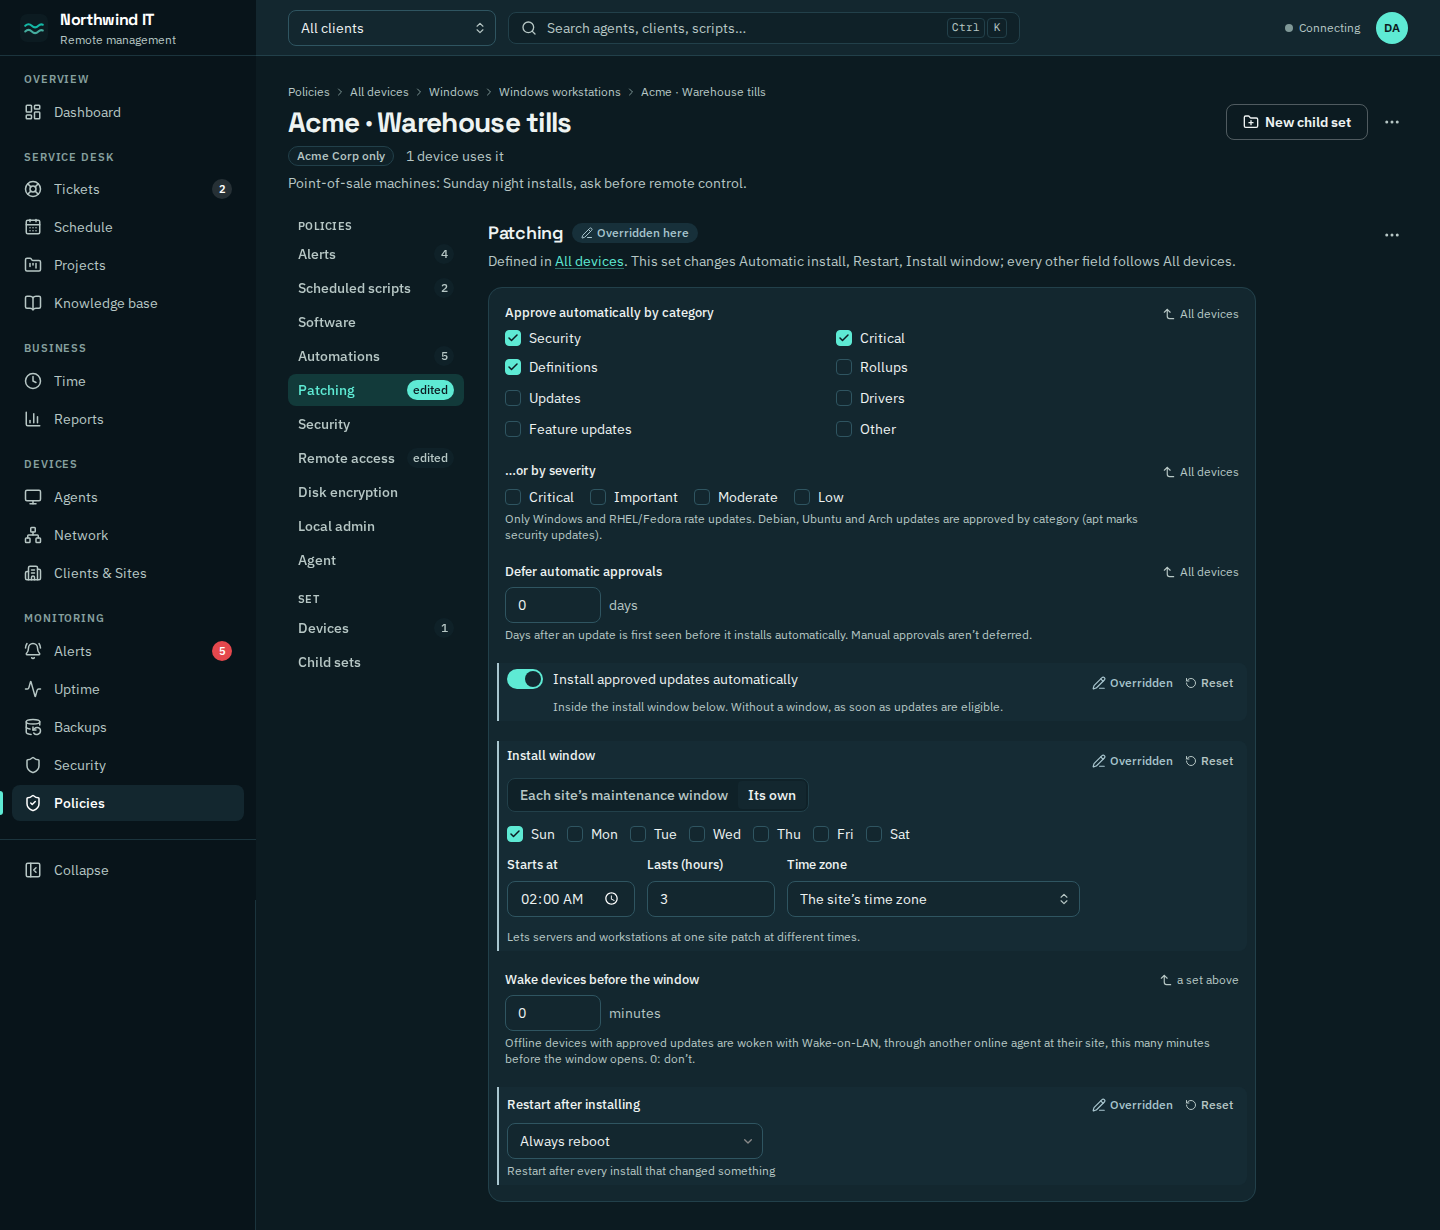 Northwind IT
Remote management
All clients
Search agents, clients, scripts...
Ctrl K
Connecting
DA
OVERVIEW
Dashboard
SERVICE DESK
Tickets 2
Schedule
Projects
Knowledge base
BUSINESS
Time
Reports
DEVICES
Agents
Network
Clients & Sites
MONITORING
Alerts 5
Uptime
Backups
Security
Policies
Collapse
Policies > All devices > Windows > Windows workstations > Acme · Warehouse tills
Acme · Warehouse tills
New child set
Acme Corp only 1 device uses it
Point-of-sale machines: Sunday night installs, ask before remote control.
POLICIES
Alerts 4
Scheduled scripts 2
Software
Automations 5
Patching edited
Security
Remote access edited
Disk encryption
Local admin
Agent
SET
Devices 1
Child sets
Patching Overridden here
Defined in All devices. This set changes Automatic install, Restart, Install window; every other field follows All devices.
Approve automatically by category All devices
Security Critical
Definitions Rollups
Updates Drivers
Feature updates Other
...or by severity All devices
Critical Important Moderate Low
Only Windows and RHEL/Fedora rate updates. Debian, Ubuntu and Arch updates are approved by category (apt marks
security updates).
Defer automatic approvals All devices
0 days
Days after an update is first seen before it installs automatically. Manual approvals aren't deferred.
Install approved updates automatically Overridden Reset
Inside the install window below. Without a window, as soon as updates are eligible.
Install window Overridden Reset
Each site's maintenance window Its own
Sun Mon Tue Wed Thu Fri Sat
Starts at Lasts (hours) Time zone
02:00 AM 3 The site's time zone
Lets servers and workstations at one site patch at different times.
Wake devices before the window a set above
0 minutes
Offline devices with approved updates are woken with Wake-on-LAN, through another online agent at their site, this many minutes
before the window opens. 0: don't.
Restart after installing Overridden Reset
Always reboot
Restart after every install that changed something